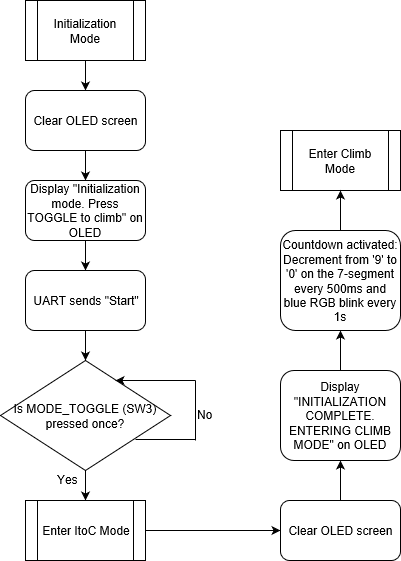 Initialization
Mode
Clear OLED screen
Display "Initialization
mode. Press
TOGGLE to climb" on
OLED
UART sends "Start"
Is MODE_TOGGLE (SW3)
pressed once?
No
Yes
Enter ItoC Mode
Clear OLED screen
Display
"INITIALIZATION
COMPLETE.
ENTERING CLIMB
MODE" on OLED
Countdown activated:
Decrement from '9' to
'0' on the 7-segment
every 500ms and
blue RGB blink every
1s
Enter Climb
Mode